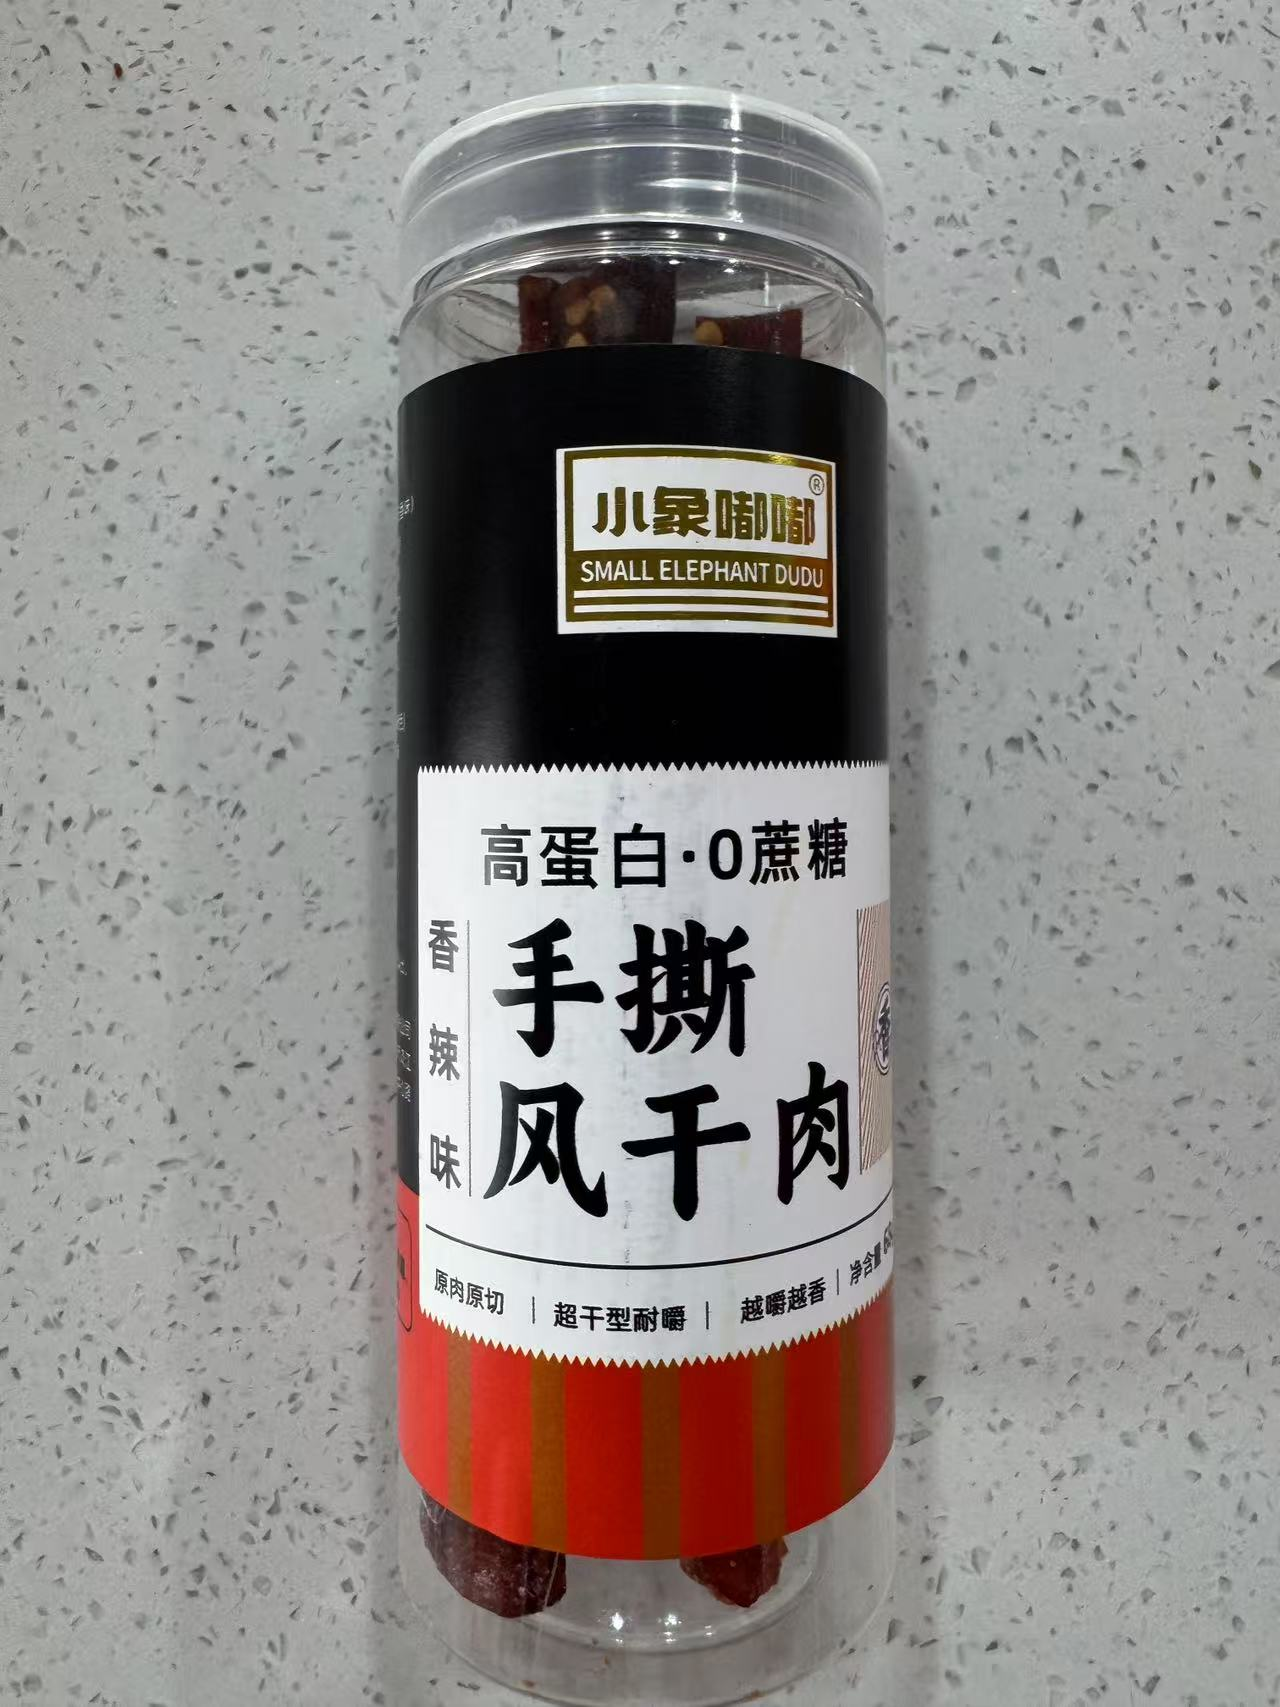 小象嘟嘟®
SMALL ELEPHANT DUDU
高蛋白·0蔗糖
香辣味
手撕
风干肉
原肉原切 | 超干型耐嚼 | 越嚼越香 | 净含量
香